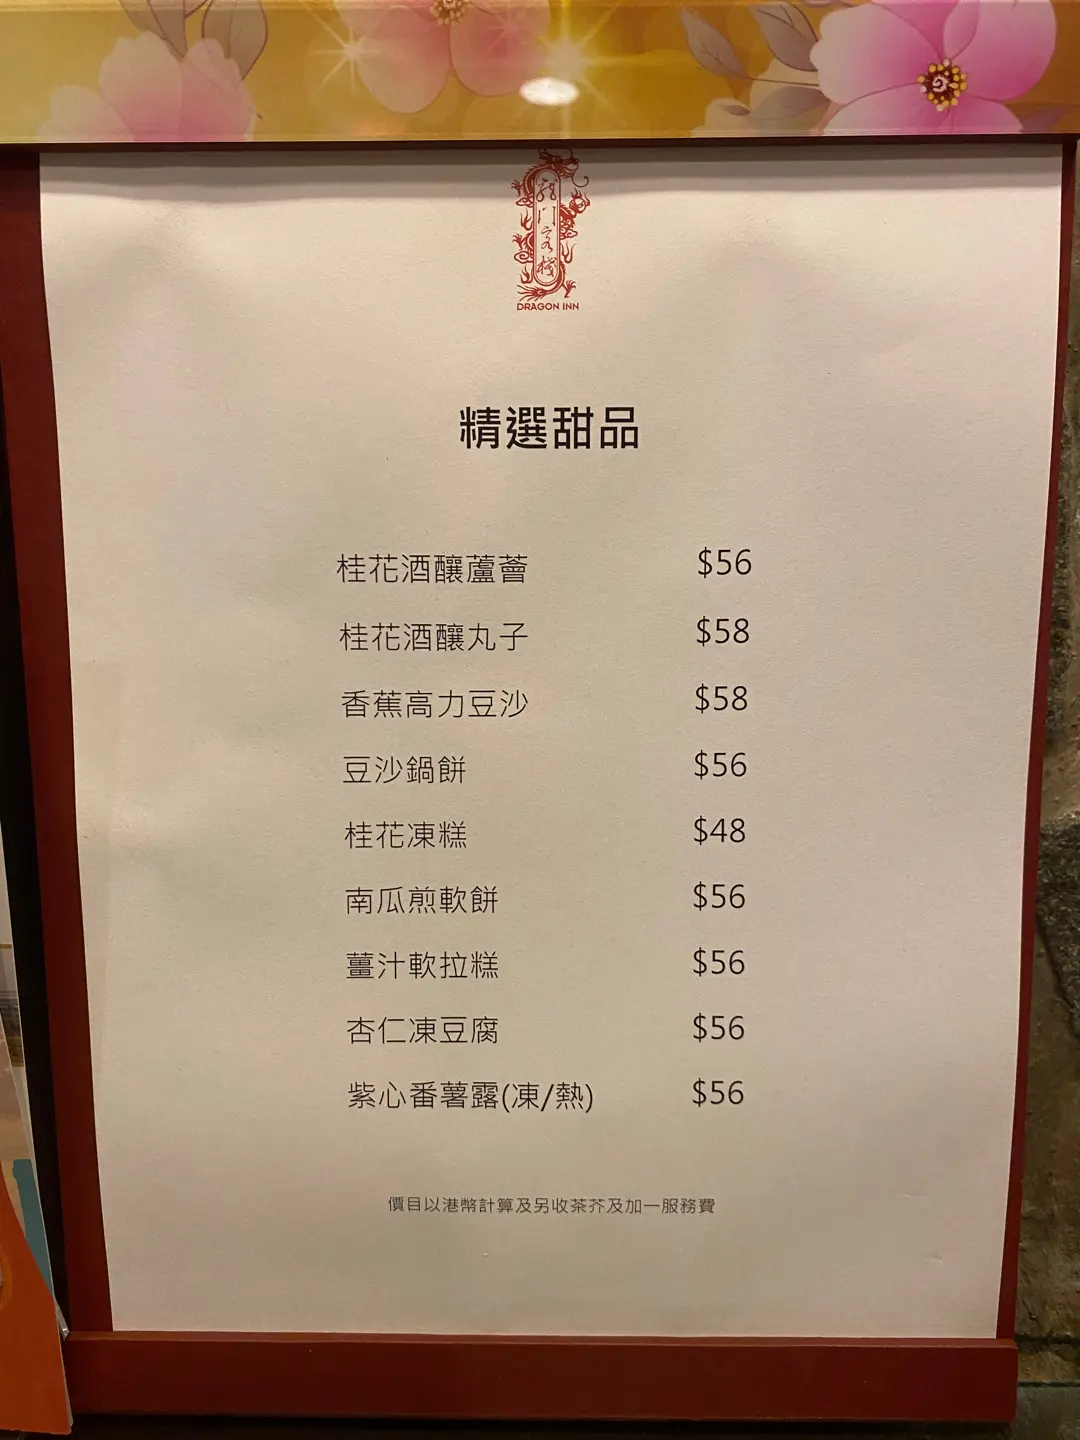 龍門客棧
DRAGON INN
精選甜品
桂花酒釀蘆薈 $56
桂花酒釀丸子 $58
香蕉高力豆沙 $58
豆沙鍋餅 $56
桂花凍糕 $48
南瓜煎軟餅 $56
薑汁軟拉糕 $56
杏仁凍豆腐 $56
紫心番薯露(凍/熱) $56
價目以港幣計算及另收茶芥及加一服務費